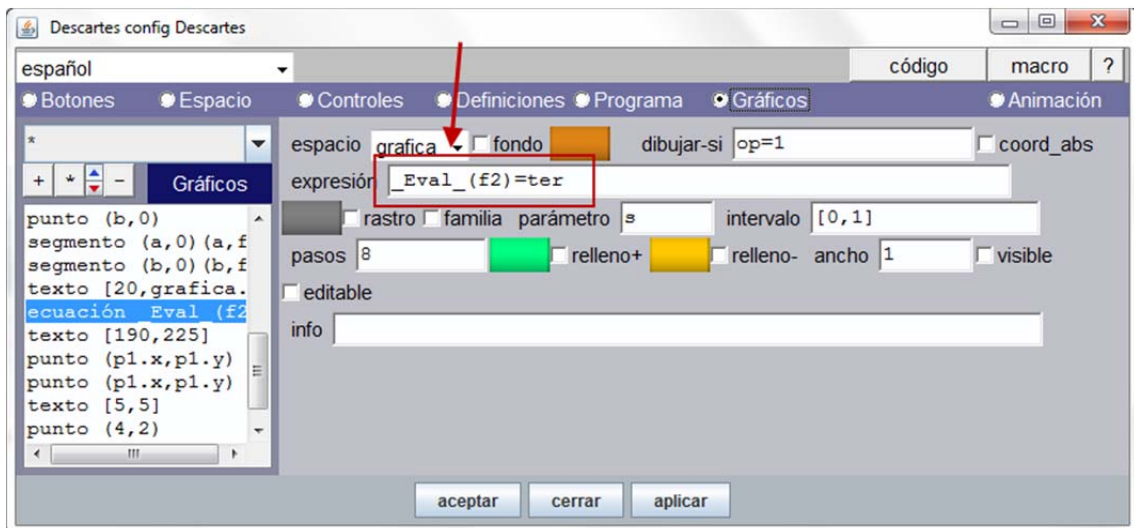 Descartes config Descartes
español código macro ?
Botones Espacio Controles Definiciones Programa Gráficos Animación
* espacio grafica fondo dibujar-si op=1 coord_abs
+ * - Gráficos expresión _Eval_(f2)=ter
rastro familia parámetro s intervalo [0,1]
pasos 8 relleno+ relleno- ancho 1 visible
editable
info
punto (b,0)
segmento (a,0)(a,f
segmento (b,0)(b,f
texto [20,grafica.
ecuación _Eval_(f2
texto [190,225]
punto (p1.x,p1.y)
punto (p1.x,p1.y)
texto [5,5]
punto (4,2)
aceptar cerrar aplicar